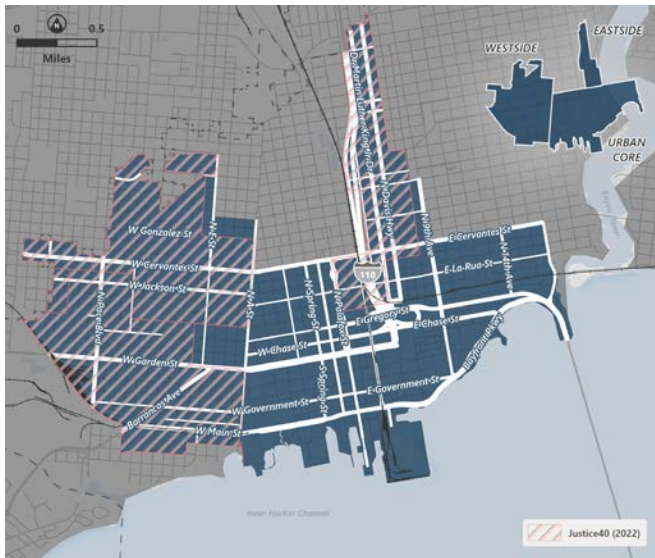 0 0.5
Miles
EASTSIDE
WESTSIDE
URBAN
CORE
Dr Martin Luther King Jr Dr
N Davis Hwy
N 9th Ave
E Cervantes St
N 14th Ave
E La Rua St
W Gonzalez St
N E St
W Cervantes St
W Jackson St
N A St
N Pace Blvd
N Spring St
N Palafox St
110
E Gregory St
E Chase St
W Chase St
Bayfront Pkwy
W Garden St
Barrancas Ave
S Spring St
E Government St
W Government St
W Main St
Inner Harbor Channel
Justice40 (2022)